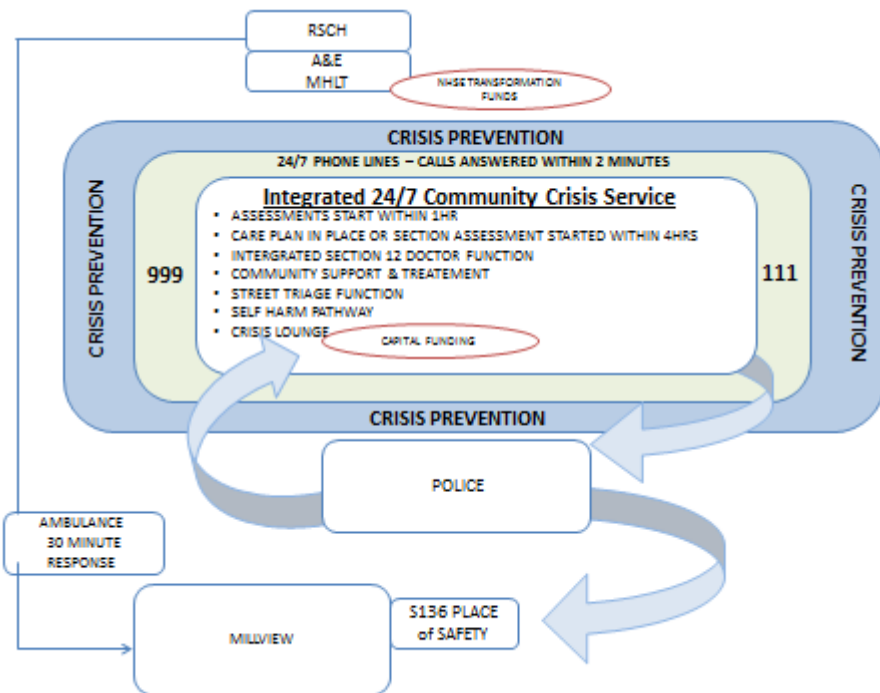 RSCH
A&E
MHLT
NHSE TRANSFORMATION
FUNDS
CRISIS PREVENTION
24/7 PHONE LINES – CALLS ANSWERED WITHIN 2 MINUTES
Integrated 24/7 Community Crisis Service
• ASSESSMENTS START WITHIN 1HR
• CARE PLAN IN PLACE OR SECTION ASSESSMENT STARTED WITHIN 4HRS
• INTERGRATED SECTION 12 DOCTOR FUNCTION
• COMMUNITY SUPPORT & TREATEMENT
• STREET TRIAGE FUNCTION
• SELF HARM PATHWAY
• CRISIS LOUNGE
CAPITAL FUNDING
CRISIS PREVENTION
999
111
CRISIS PREVENTION
CRISIS PREVENTION
POLICE
AMBULANCE
30 MINUTE
RESPONSE
MILLVIEW
S136 PLACE
of SAFETY